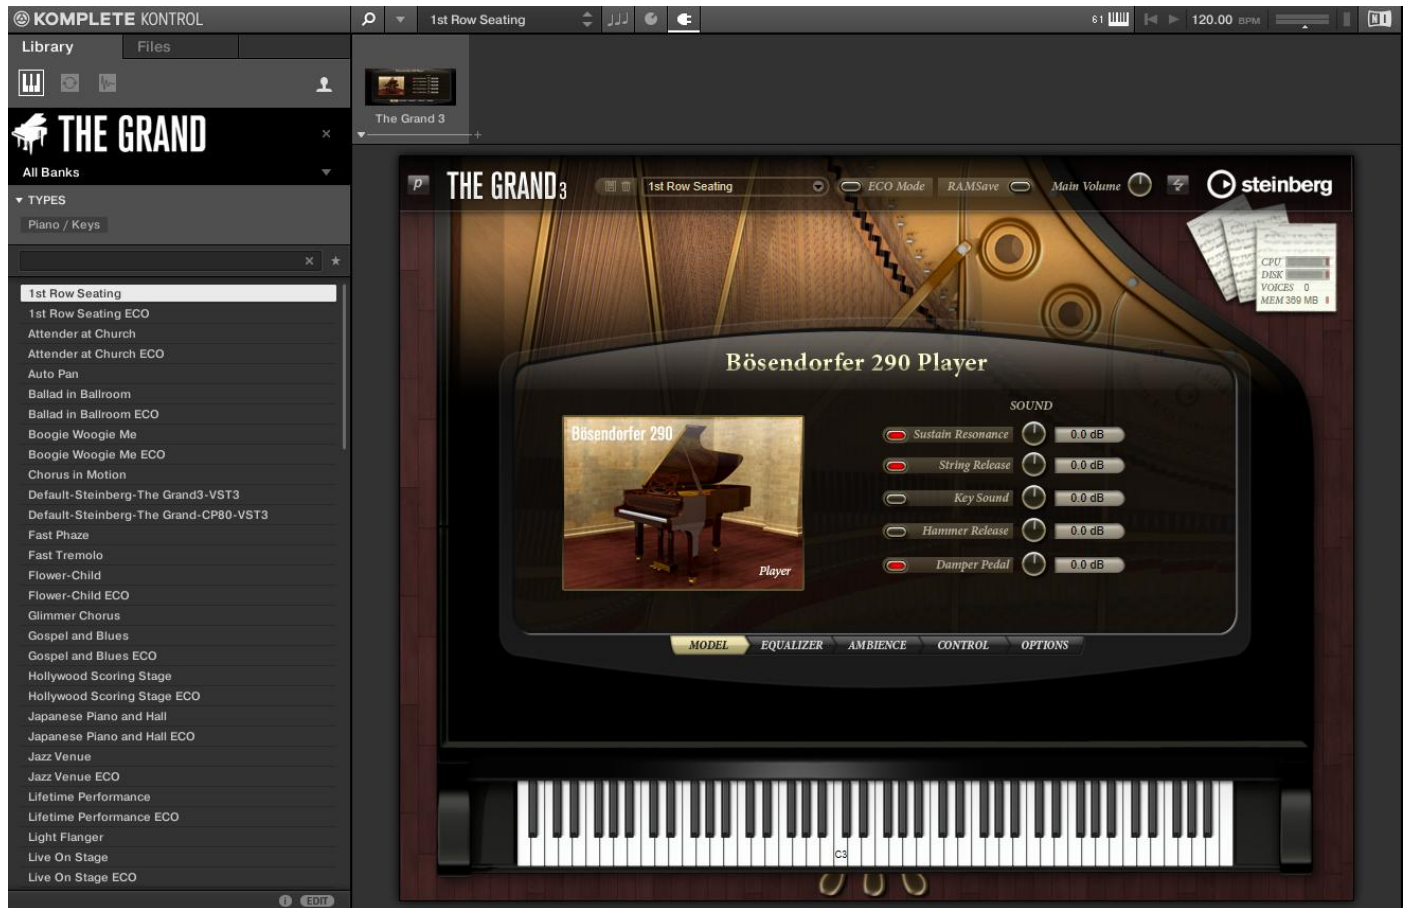 KOMPLETE KONTROL
1st Row Seating
61
120.00 BPM
Library
Files
THE GRAND
All Banks
TYPES
Piano / Keys
1st Row Seating
1st Row Seating ECO
Attender at Church
Attender at Church ECO
Auto Pan
Ballad in Ballroom
Ballad in Ballroom ECO
Boogie Woogie Me
Boogie Woogie Me ECO
Chorus in Motion
Default-Steinberg-The Grand3-VST3
Default-Steinberg-The Grand-CP80-VST3
Fast Phaze
Fast Tremolo
Flower-Child
Flower-Child ECO
Glimmer Chorus
Gospel and Blues
Gospel and Blues ECO
Hollywood Scoring Stage
Hollywood Scoring Stage ECO
Japanese Piano and Hall
Japanese Piano and Hall ECO
Jazz Venue
Jazz Venue ECO
Lifetime Performance
Lifetime Performance ECO
Light Flanger
Live On Stage
Live On Stage ECO
EDIT
The Grand 3
p
THE GRAND 3
1st Row Seating
ECO Mode
RAMSave
Main Volume
steinberg
CPU
DISK
VOICES 0
MEM 369 MB
Bösendorfer 290 Player
Bösendorfer 290
Player
SOUND
Sustain Resonance 0.0 dB
String Release 0.0 dB
Key Sound 0.0 dB
Hammer Release 0.0 dB
Damper Pedal 0.0 dB
MODEL EQUALIZER AMBIENCE CONTROL OPTIONS
C3